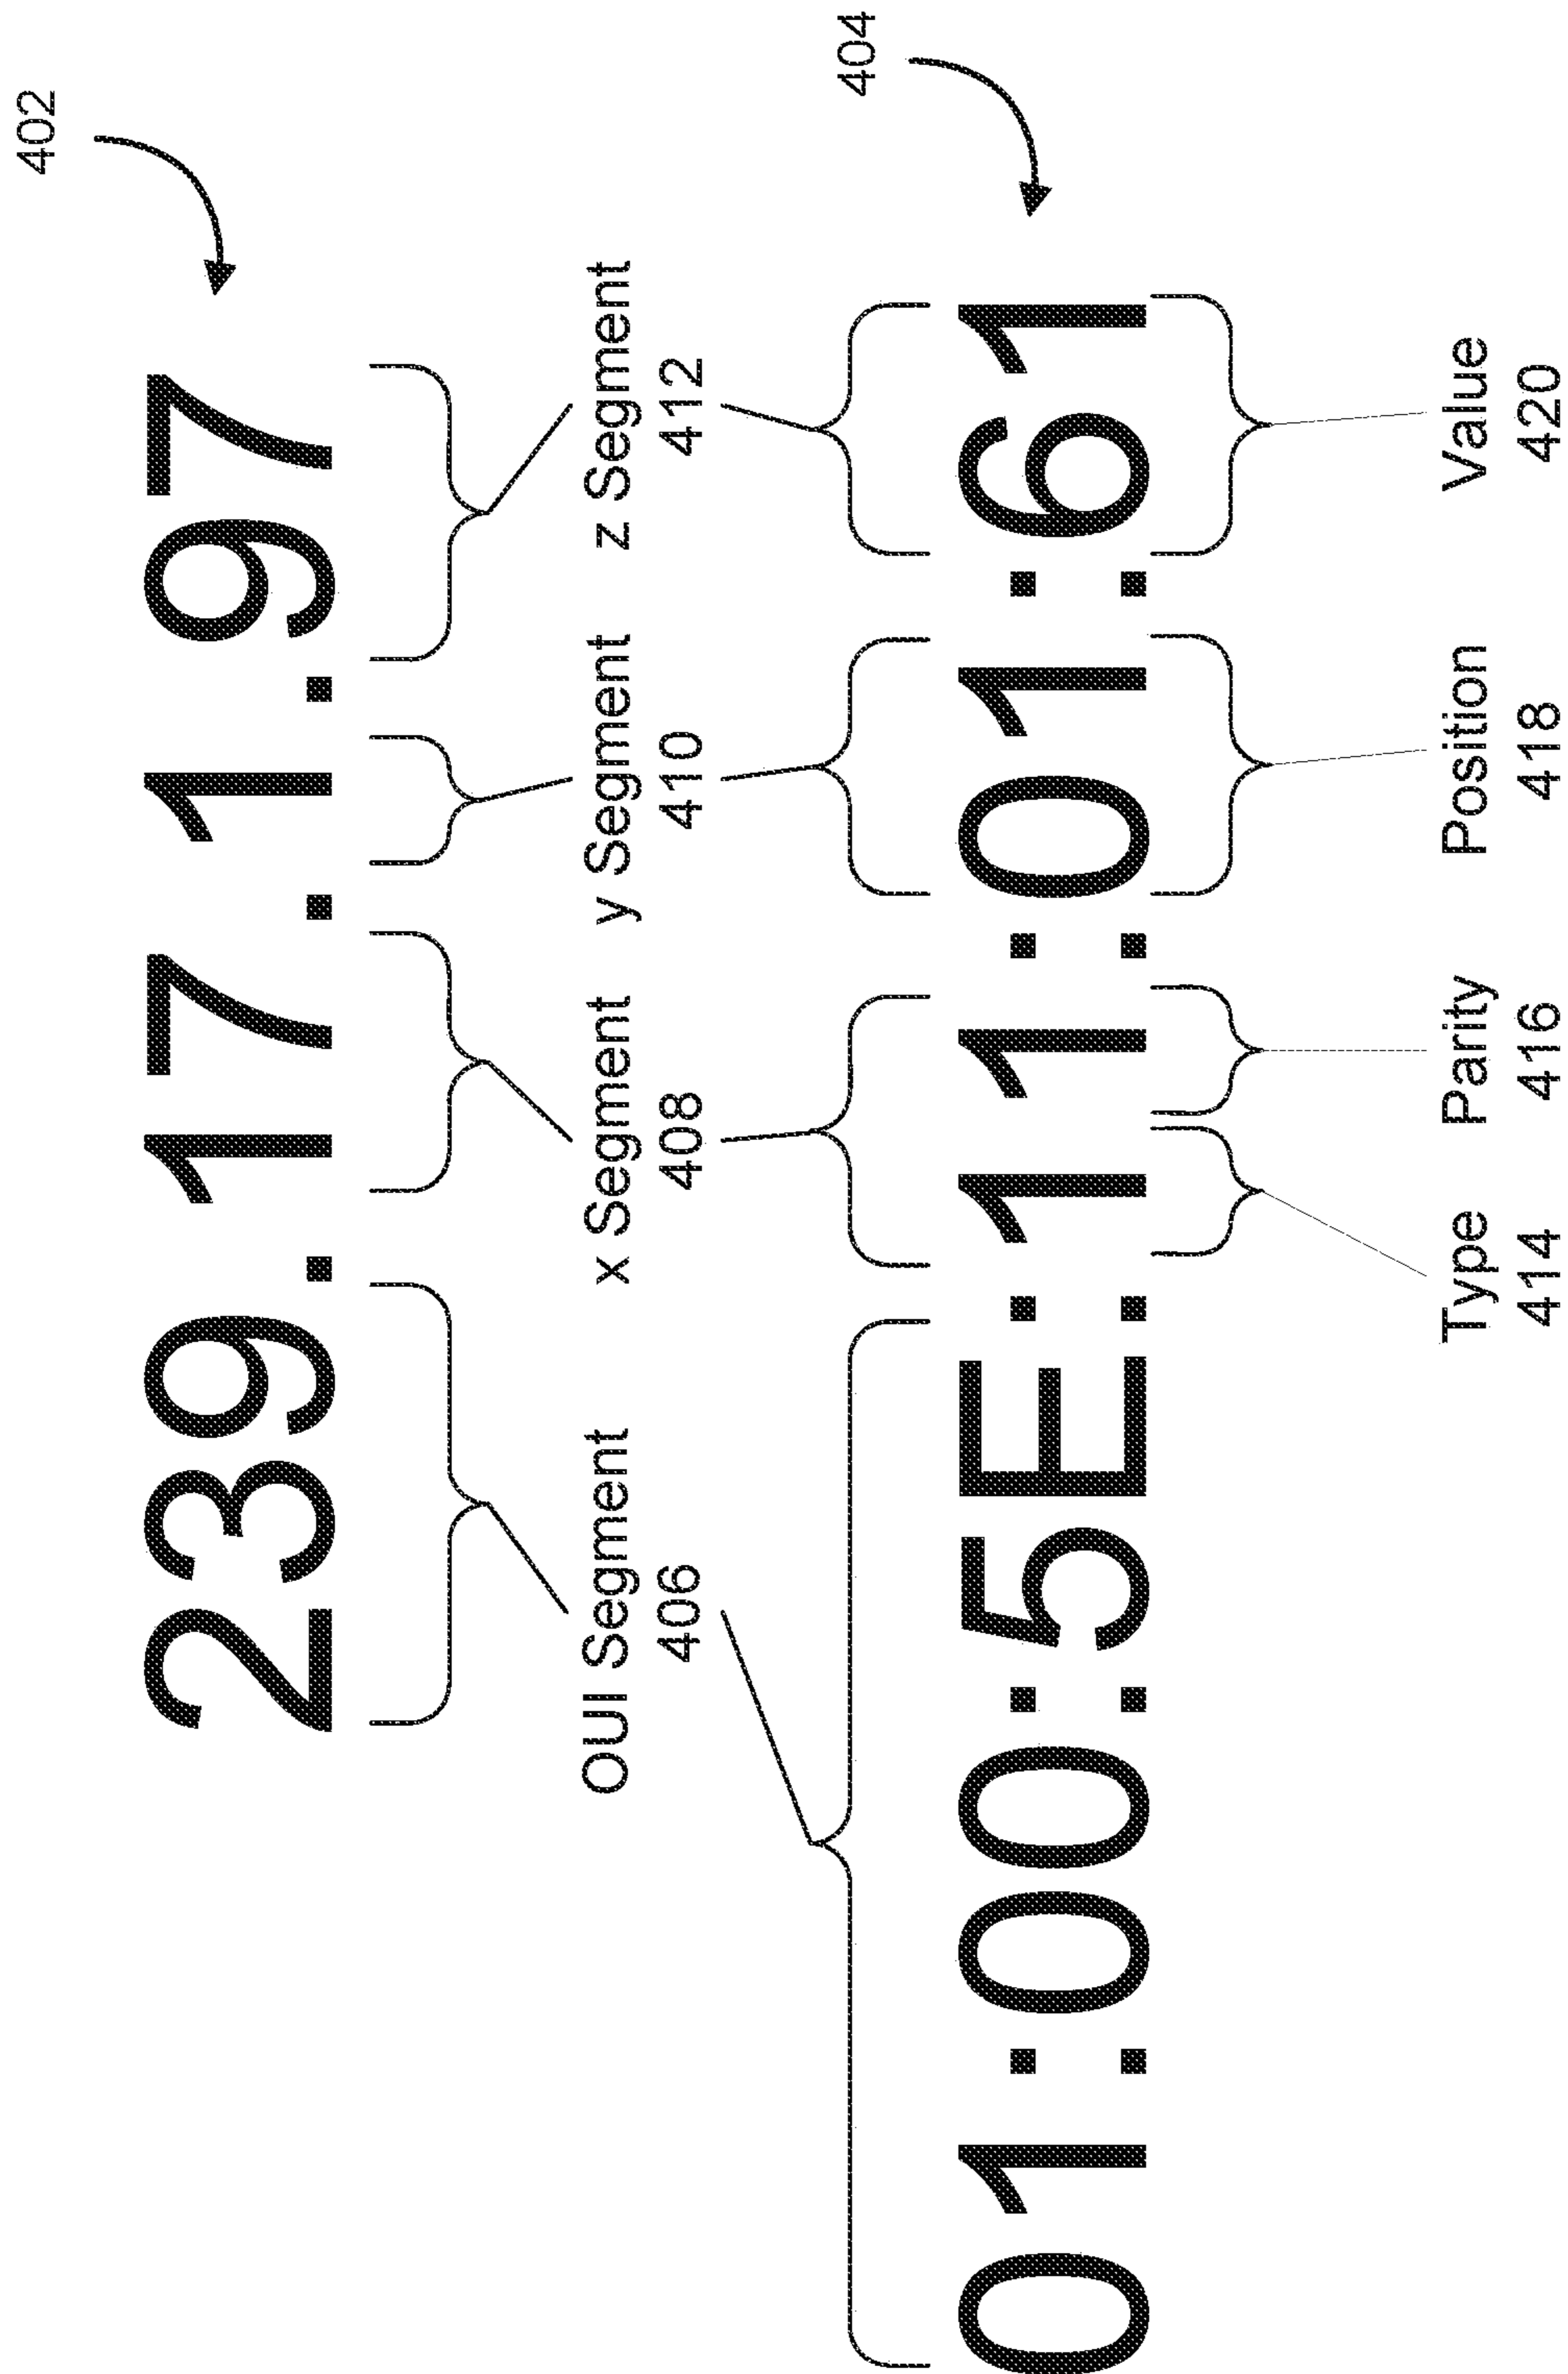 402
239.17.1.97
OUI Segment x Segment y Segment z Segment
406 408 410 412
404
01:00:5E:11:01:61
Type Parity Position Value
414 416 418 420